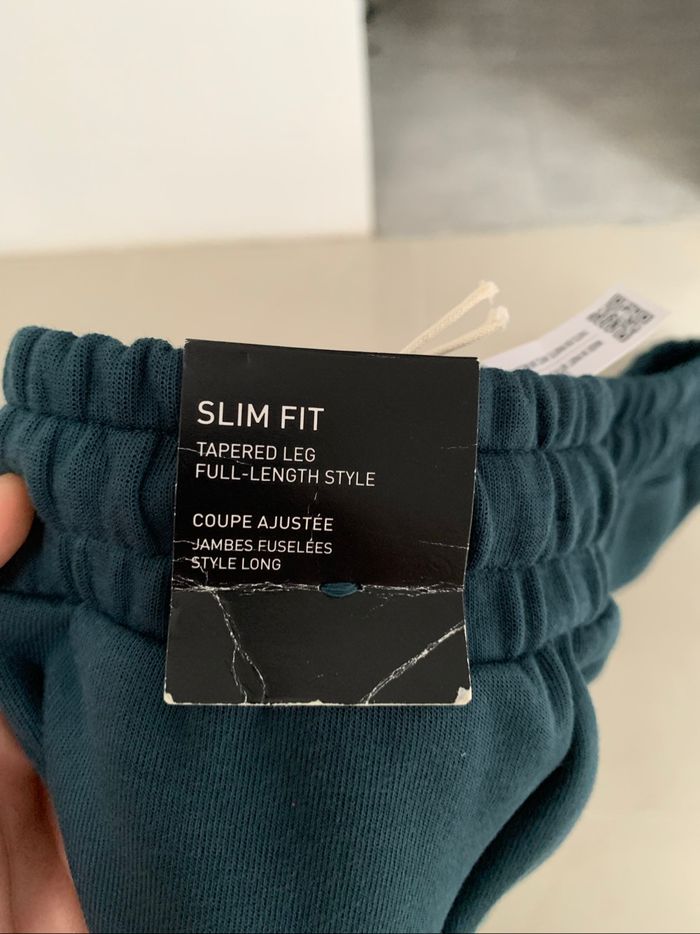 SLIM FIT
TAPERED LEG
FULL-LENGTH STYLE
COUPE AJUSTÉE
JAMBES FUSELÉES
STYLE LONG